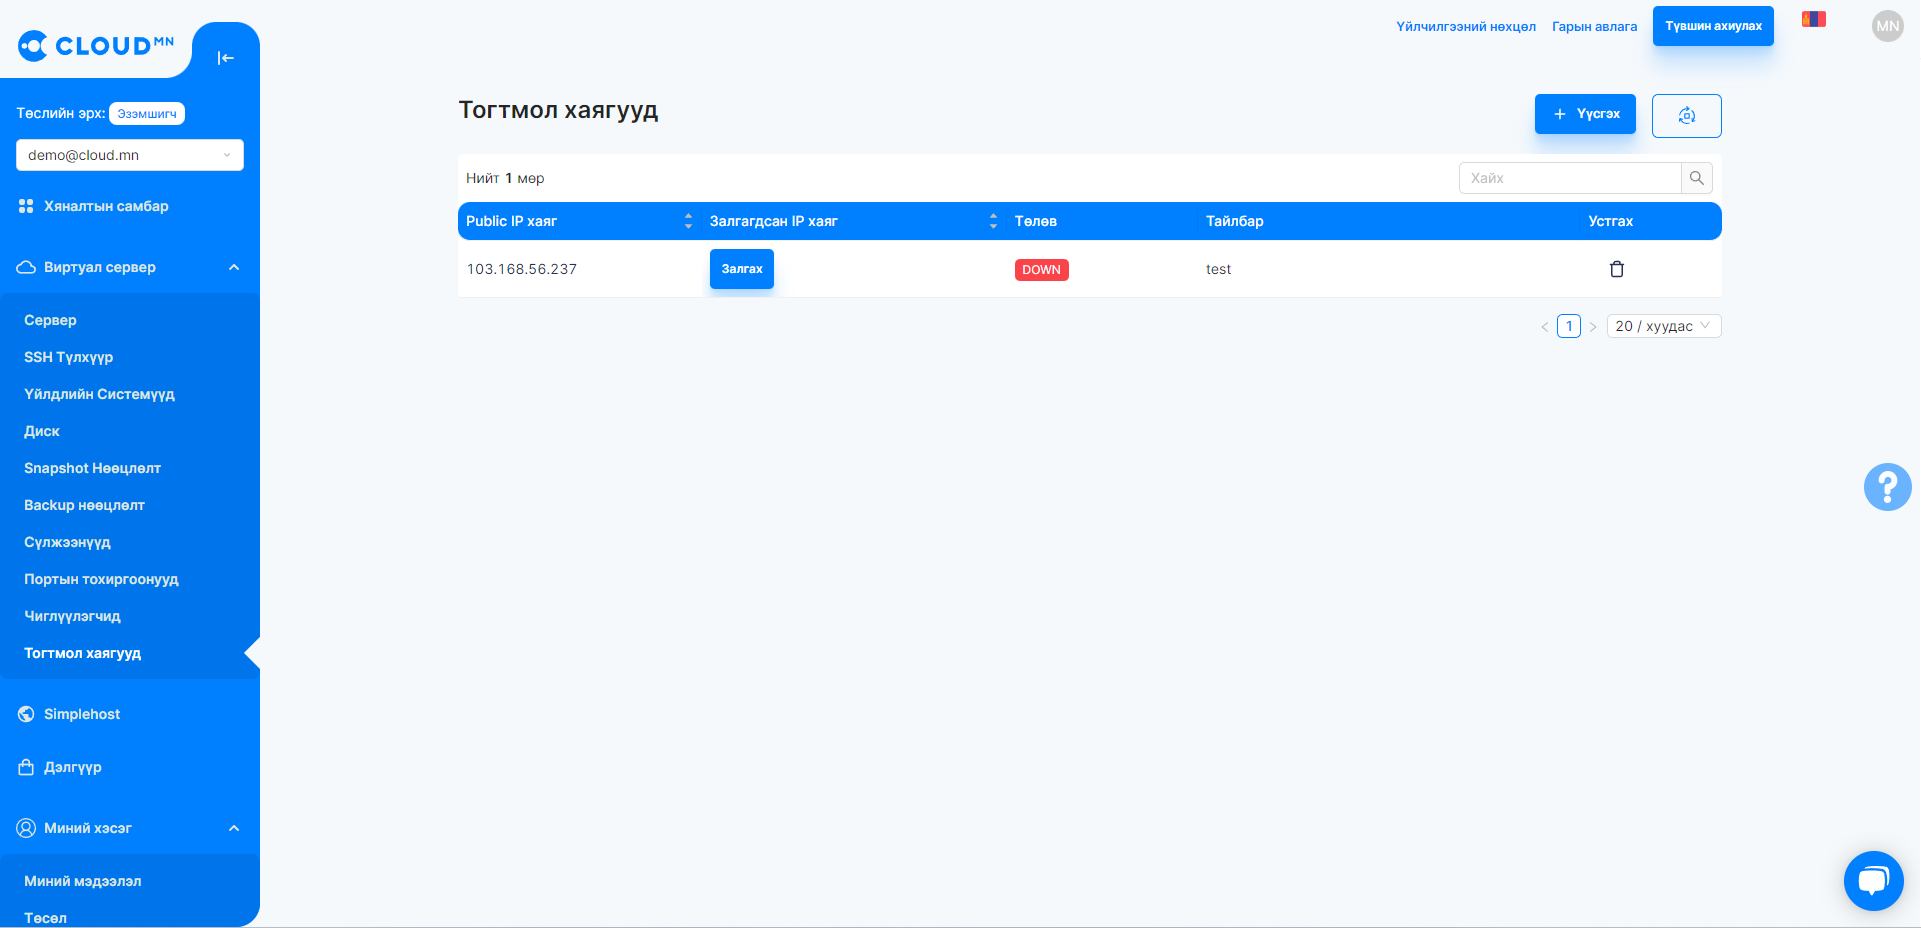 CLOUD MN
Төслийн эрх: Эзэмшигч
demo@cloud.mn
Хяналтын самбар
Виртуал сервер
Сервер
SSH Түлхүүр
Үйлдлийн Системүүд
Диск
Snapshot Нөөцлөлт
Backup нөөцлөлт
Сүлжээнүүд
Портын тохиргоонууд
Чиглүүлэгчид
Тогтмол хаягууд
Simplehost
Дэлгүүр
Миний хэсэг
Миний мэдээлэл
Төсөл
Үйлчилгээний нөхцөл Гарын авлага Түвшин ахиулах MN
Тогтмол хаягууд
+ Үүсгэх
Нийт 1 мөр
Хайх
Public IP хаяг Залгагдсан IP хаяг Төлөв Тайлбар Устгах
103.168.56.237 Залгах DOWN test
< 1 > 20 / хуудас
?